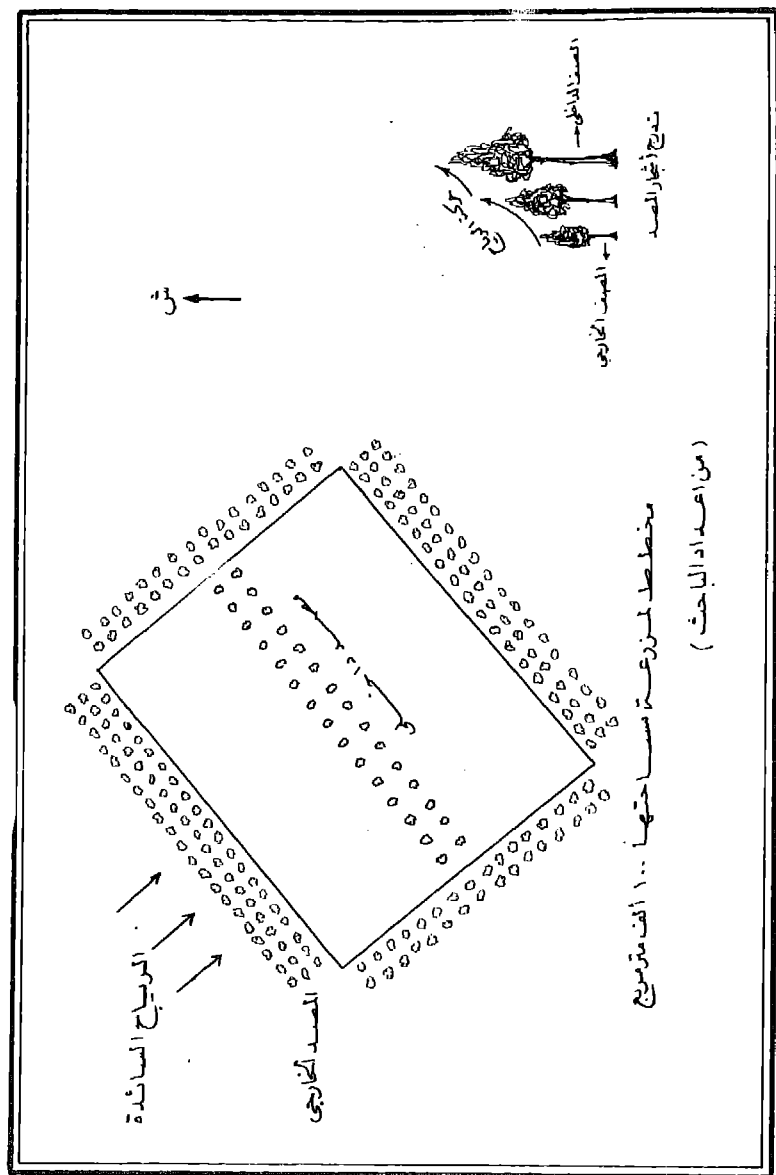 الرياح السائدة
المصد الخارجي
ش
الصف الداخلي
الصف الخارجي
تدرج أشجار المصد
مخطط لمزرعة مساحتها ١٠٠ ألف متر مربع
(من اعداد الباحث)